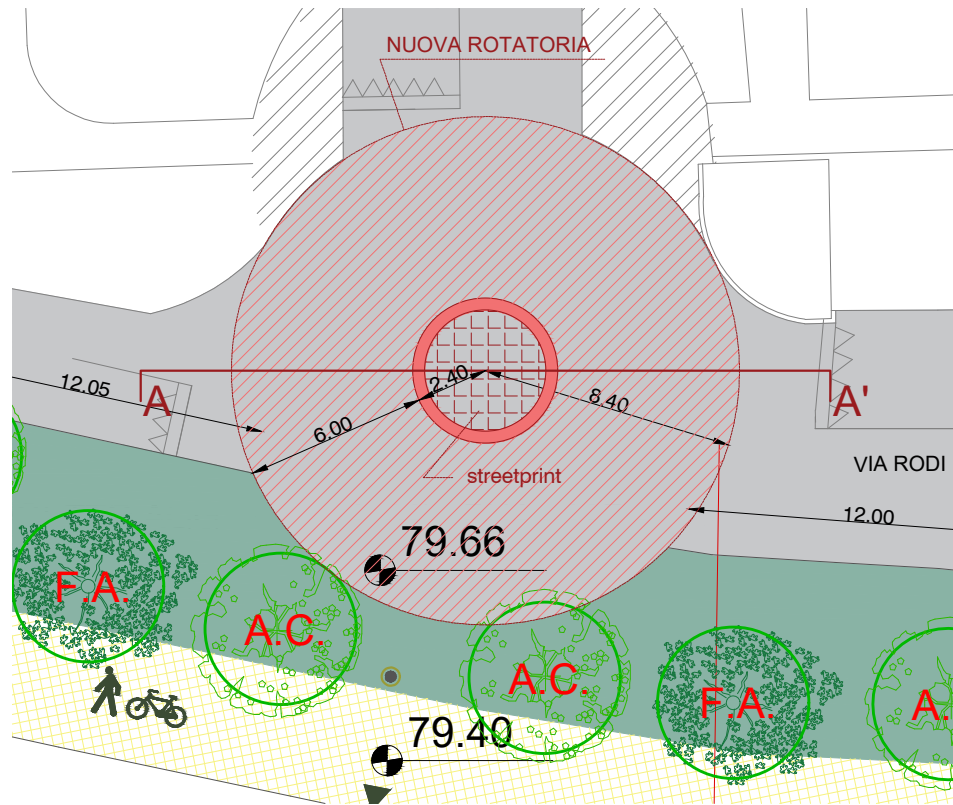 NUOVA ROTATORIA
12.05
A
2.40
8.40
A'
6.00
streetprint
VIA RODI
12.00
79.66
F.A.
A.C.
A.C.
F.A.
A.
79.40